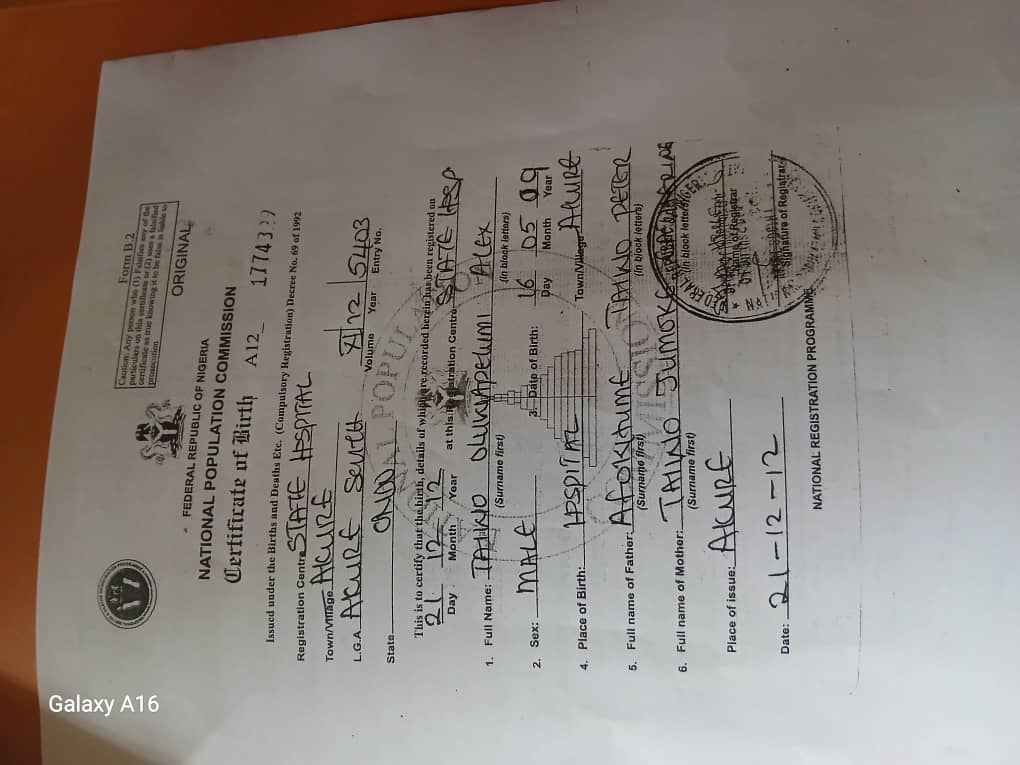 Form B.2
Caution: Any person who (1) Falsifies any of the
particulars on this certificate or (2) uses a falsified
certificate as true knowing it to be false is liable to
prosecution
ORIGINAL
FEDERAL REPUBLIC OF NIGERIA
NATIONAL POPULATION COMMISSION
Certificate of Birth A12_ 17743
Issued under the Births and Deaths Etc. (Compulsory Registration) Decree No. 69 of 1992
Registration Centre STATE HOSPITAL
Town/Village AKURE
L.G.A. AKURE SOUTH XI/12/5403
Volume Year Entry No.
State ONDO
This is to certify that the birth, details of which are recorded herein has been registered on
21 12 12 at this Registration Centre STATE HOSP
Day Month Year
1. Full Name: TAIWO OLUWAPELUMI ALEX
(Surname first) (In block letters)
2. Sex: MALE 3. Date of Birth: 16 05 09
Day Month Year
4. Place of Birth: HOSPITAL Town/Village AKURE
5. Full name of Father: AFOKHUME TAIWO PETER
(Surname first) (In block letters)
6. Full name of Mother: TAIWO JUMOKE
(Surname first) (In block letters)
Place of issue: AKURE
Name of Registrar
Date: 21-12-12
Signature of Registrar
NATIONAL REGISTRATION PROGRAMME
Galaxy A16